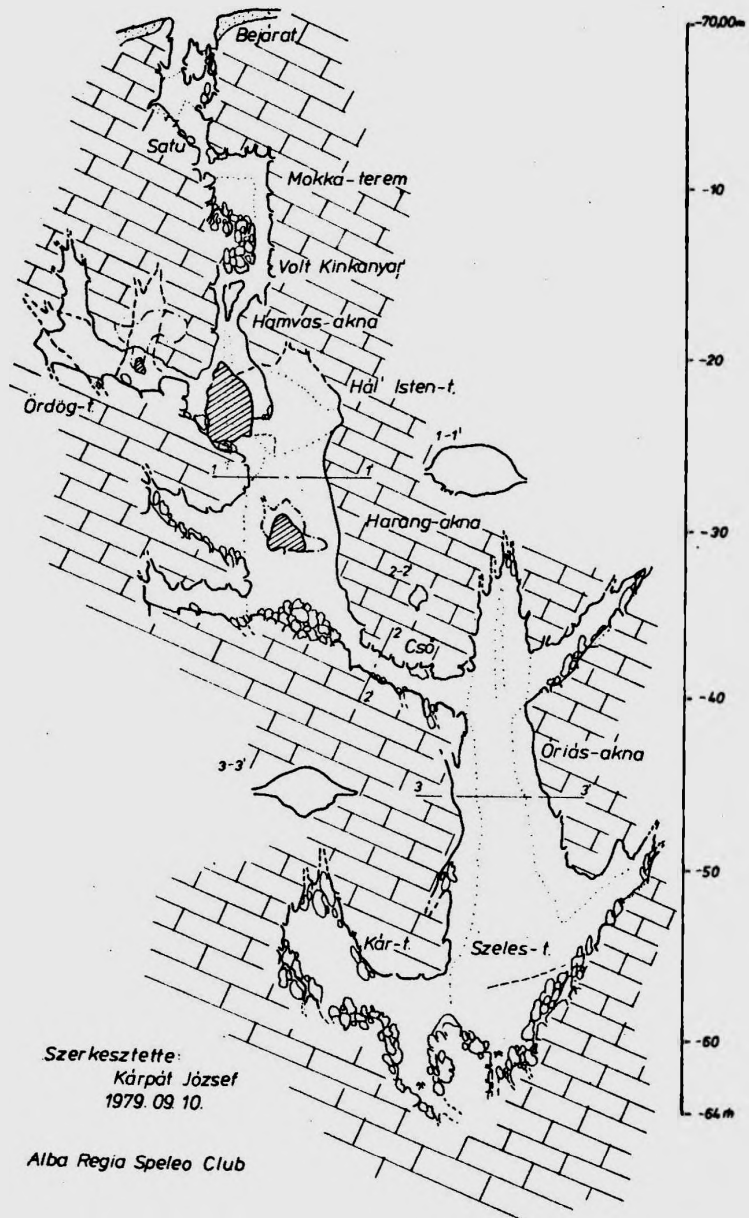 Bejárat
-70,00m
Satu
Mokka-terem
-10
Volt Kinkanyar
Hamvas-akna
Hál' Isten-t.
-20
Ördög-t.
1-1'
1
1'
Harang-akna
-30
2-2'
2'
Cső
2
-40
Óriás-akna
3-3'
3
3'
-50
Kár-t.
Szeles-t.
-60
-64m
Szerkesztette:
Kárpát József
1979. 09. 10.
Alba Regia Speleo Club